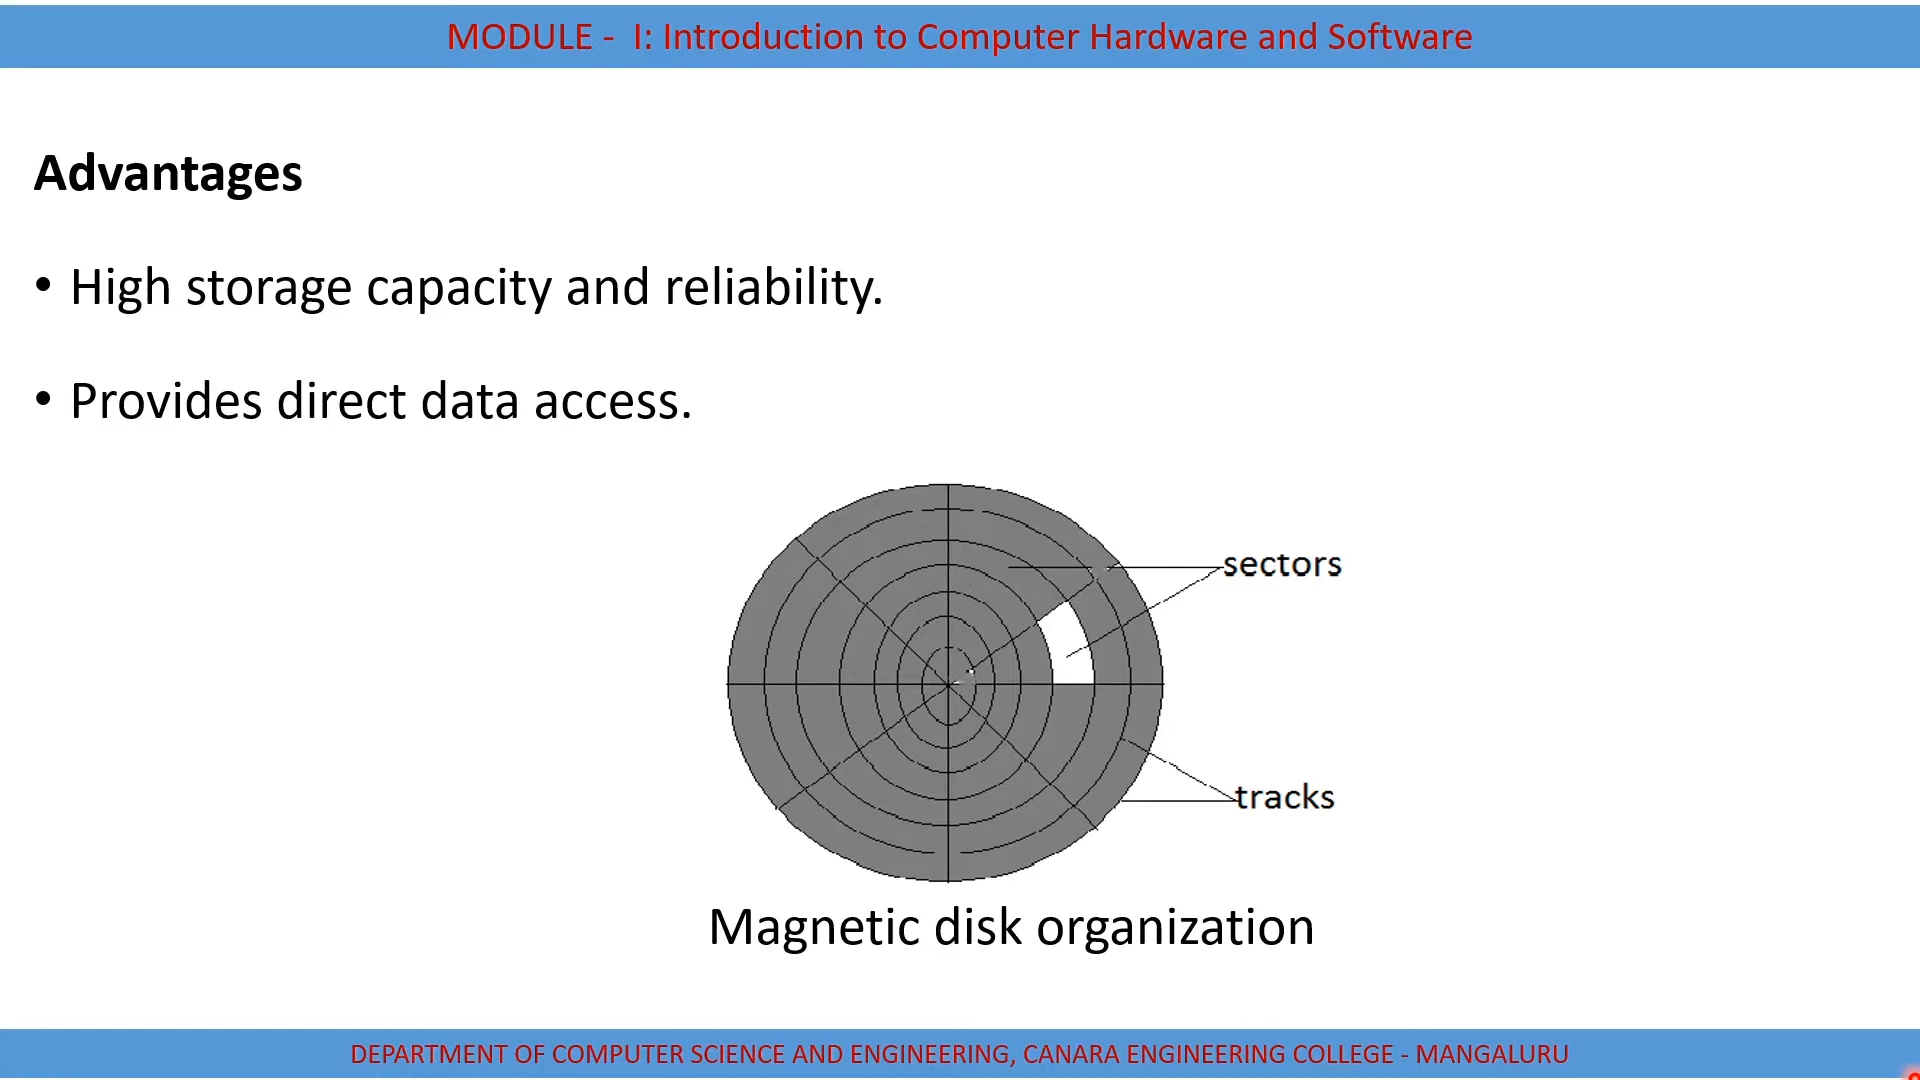 MODULE - I: Introduction to Computer Hardware and Software
Advantages
• High storage capacity and reliability.
• Provides direct data access.
sectors
tracks
Magnetic disk organization
DEPARTMENT OF COMPUTER SCIENCE AND ENGINEERING, CANARA ENGINEERING COLLEGE - MANGALURU